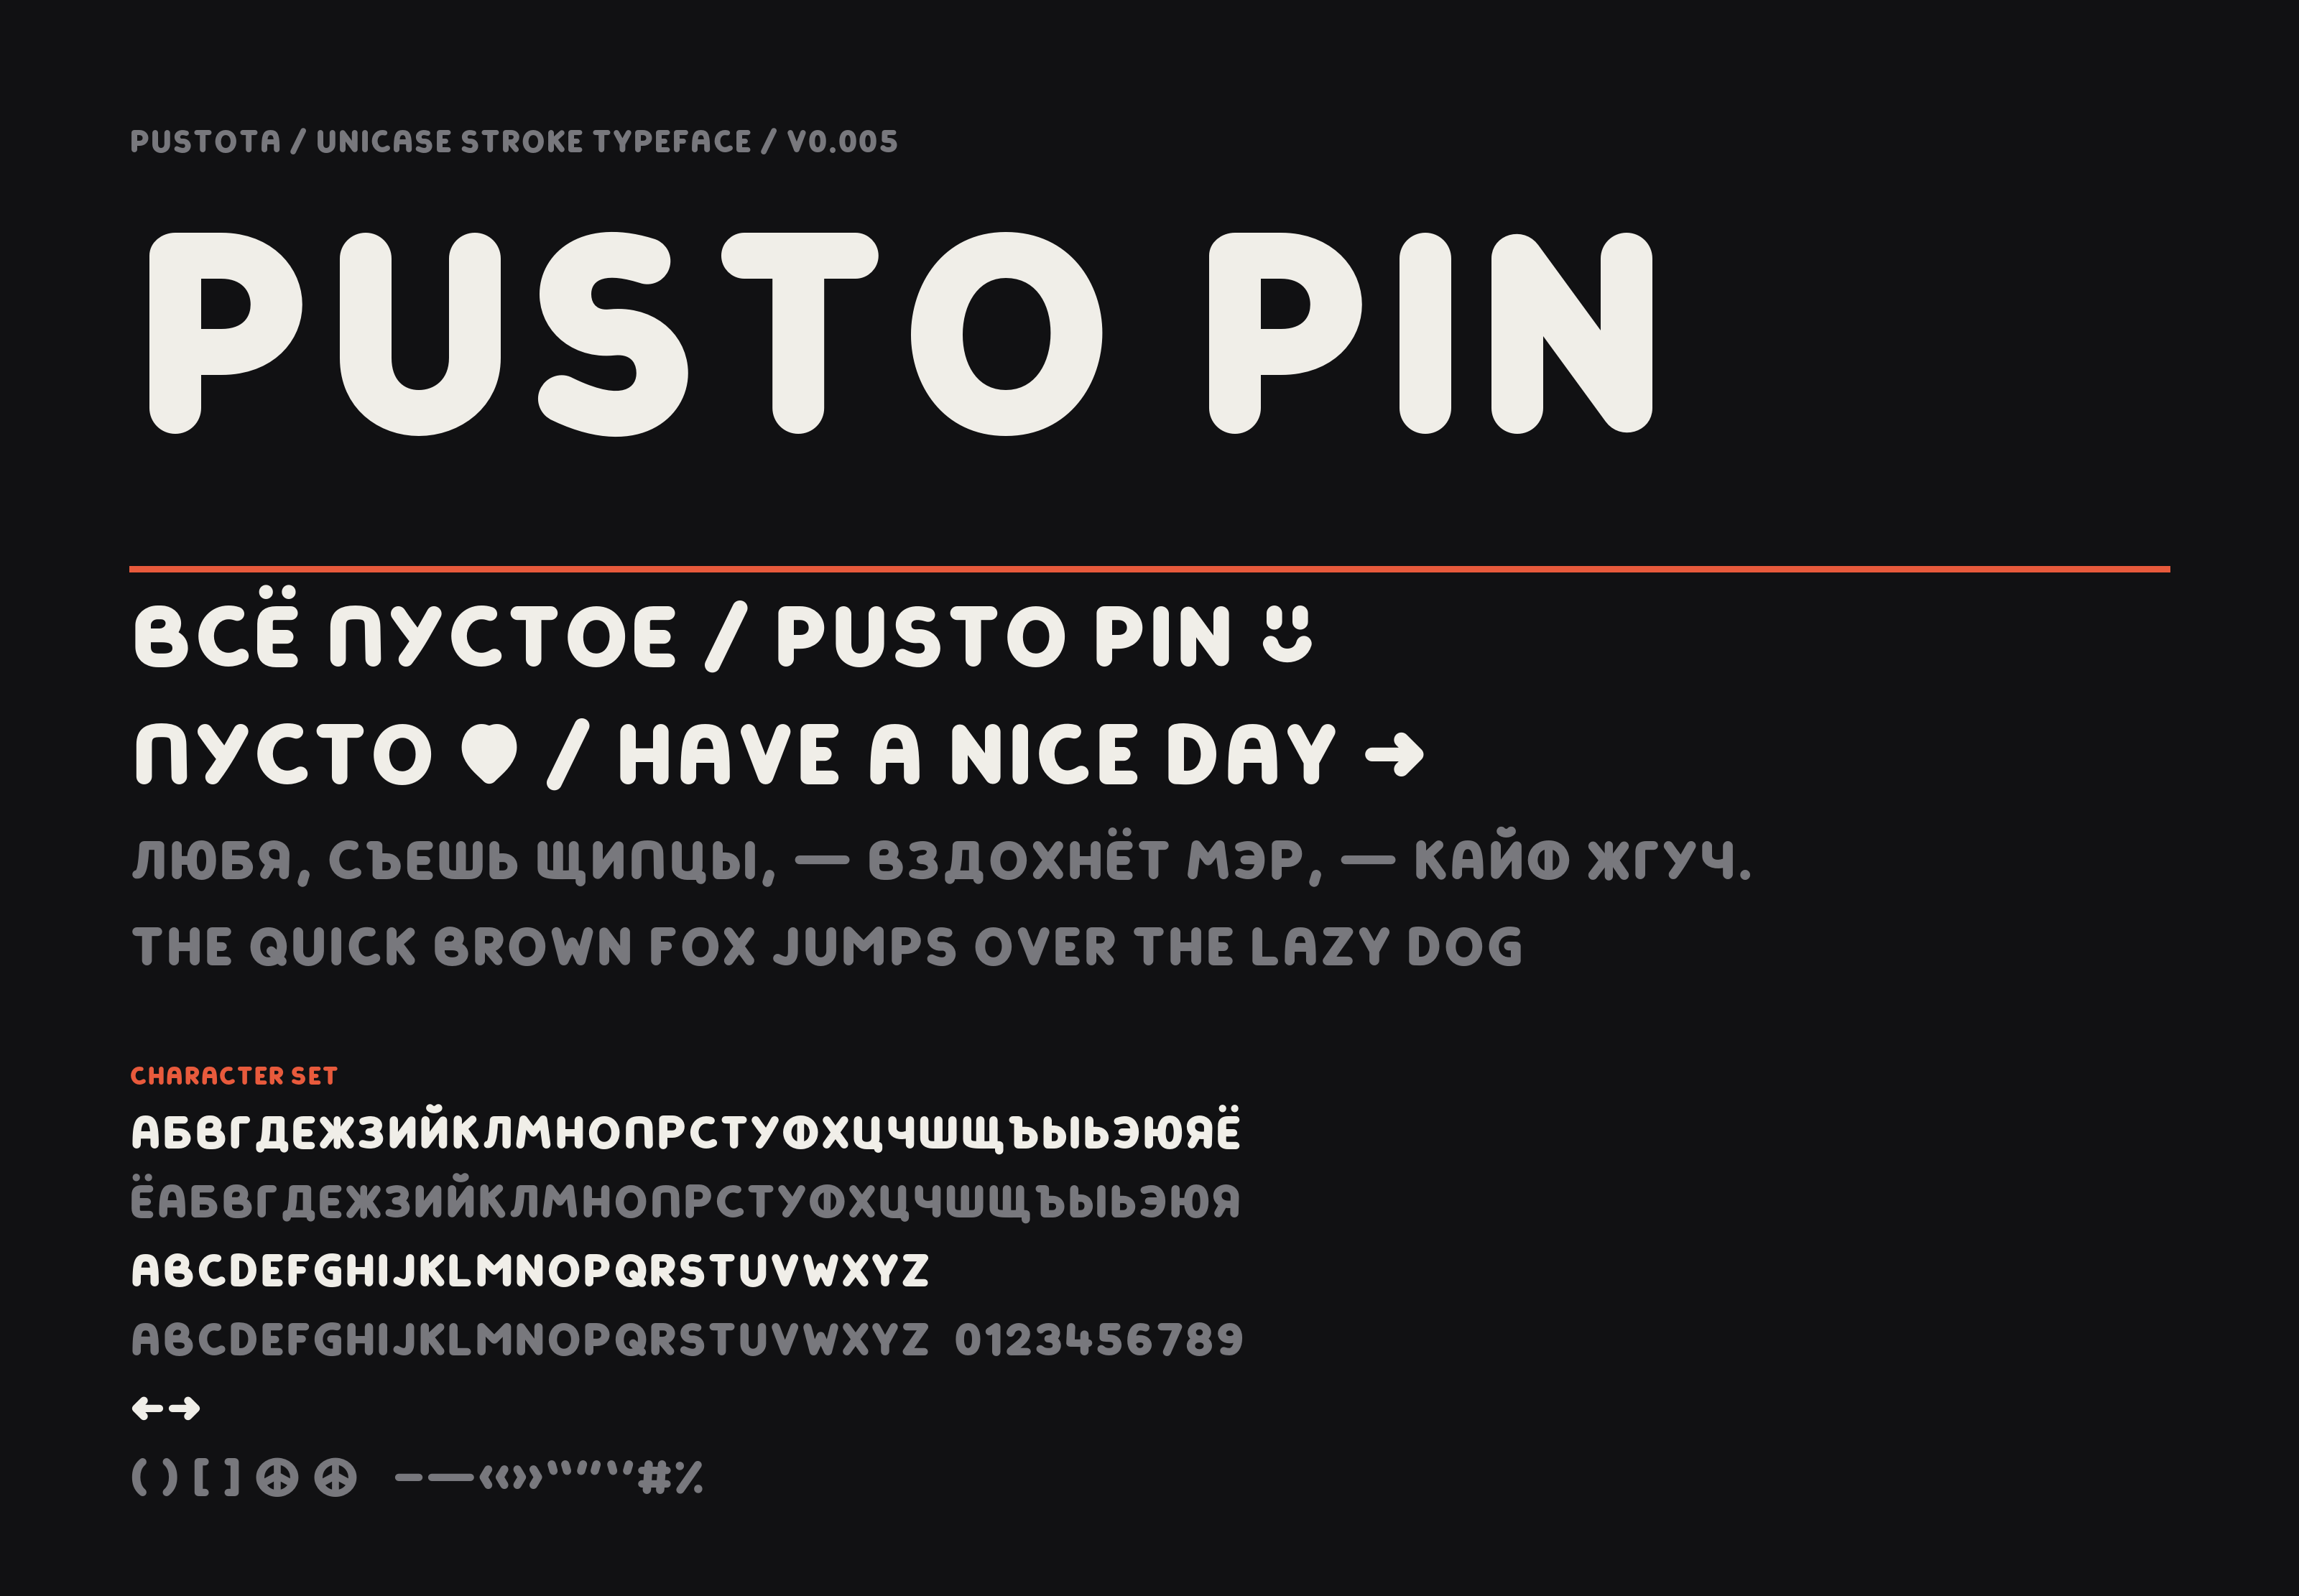 PUSTOTA / UNICASE STROKE TYPEFACE / V0.005
PUSTO PIN
ВСЁ ПУСТОЕ / PUSTO PIN
ПУСТО ♥ / HAVE A NICE DAY →
ЛЮБЯ, СЪЕШЬ ЩИПЦЫ, — ВЗДОХНЁТ МЭР, — КАЙФ ЖГУЧ.
THE QUICK BROWN FOX JUMPS OVER THE LAZY DOG
CHARACTER SET
АБВГДЕЖЗИЙКЛМНОПРСТУФХЦЧШЩЪЫЬЭЮЯЁ
ЁАБВГДЕЖЗИЙКЛМНОПРСТУФХЦЧШЩЪЫЬЭЮЯ
ABCDEFGHIJKLMNOPQRSTUVWXYZ
ABCDEFGHIJKLMNOPQRSTUVWXYZ 0123456789
←→
( ) [ ] ☮ ☮ –—«»“”‘’"#%